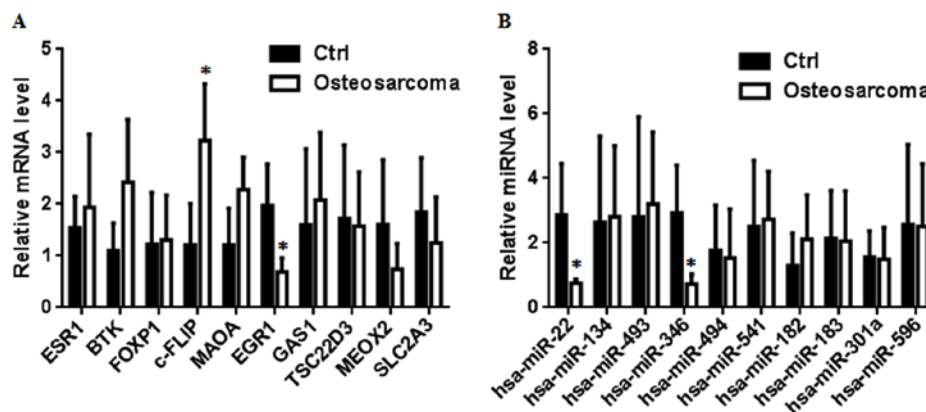 A
Relative mRNA level
5
4
3
2
1
0
Ctrl
Osteosarcoma
*
*
ESR1
BTK
FOXP1
c-FLIP
MAOA
EGR1
GAS1
TSC22D3
MEOX2
SLC2A3
B
Relative miRNA level
8
6
4
2
0
Ctrl
Osteosarcoma
*
*
hsa-miR-22
hsa-miR-134
hsa-miR-493
hsa-miR-346
hsa-miR-494
hsa-miR-541
hsa-miR-182
hsa-miR-183
hsa-miR-301a
hsa-miR-596